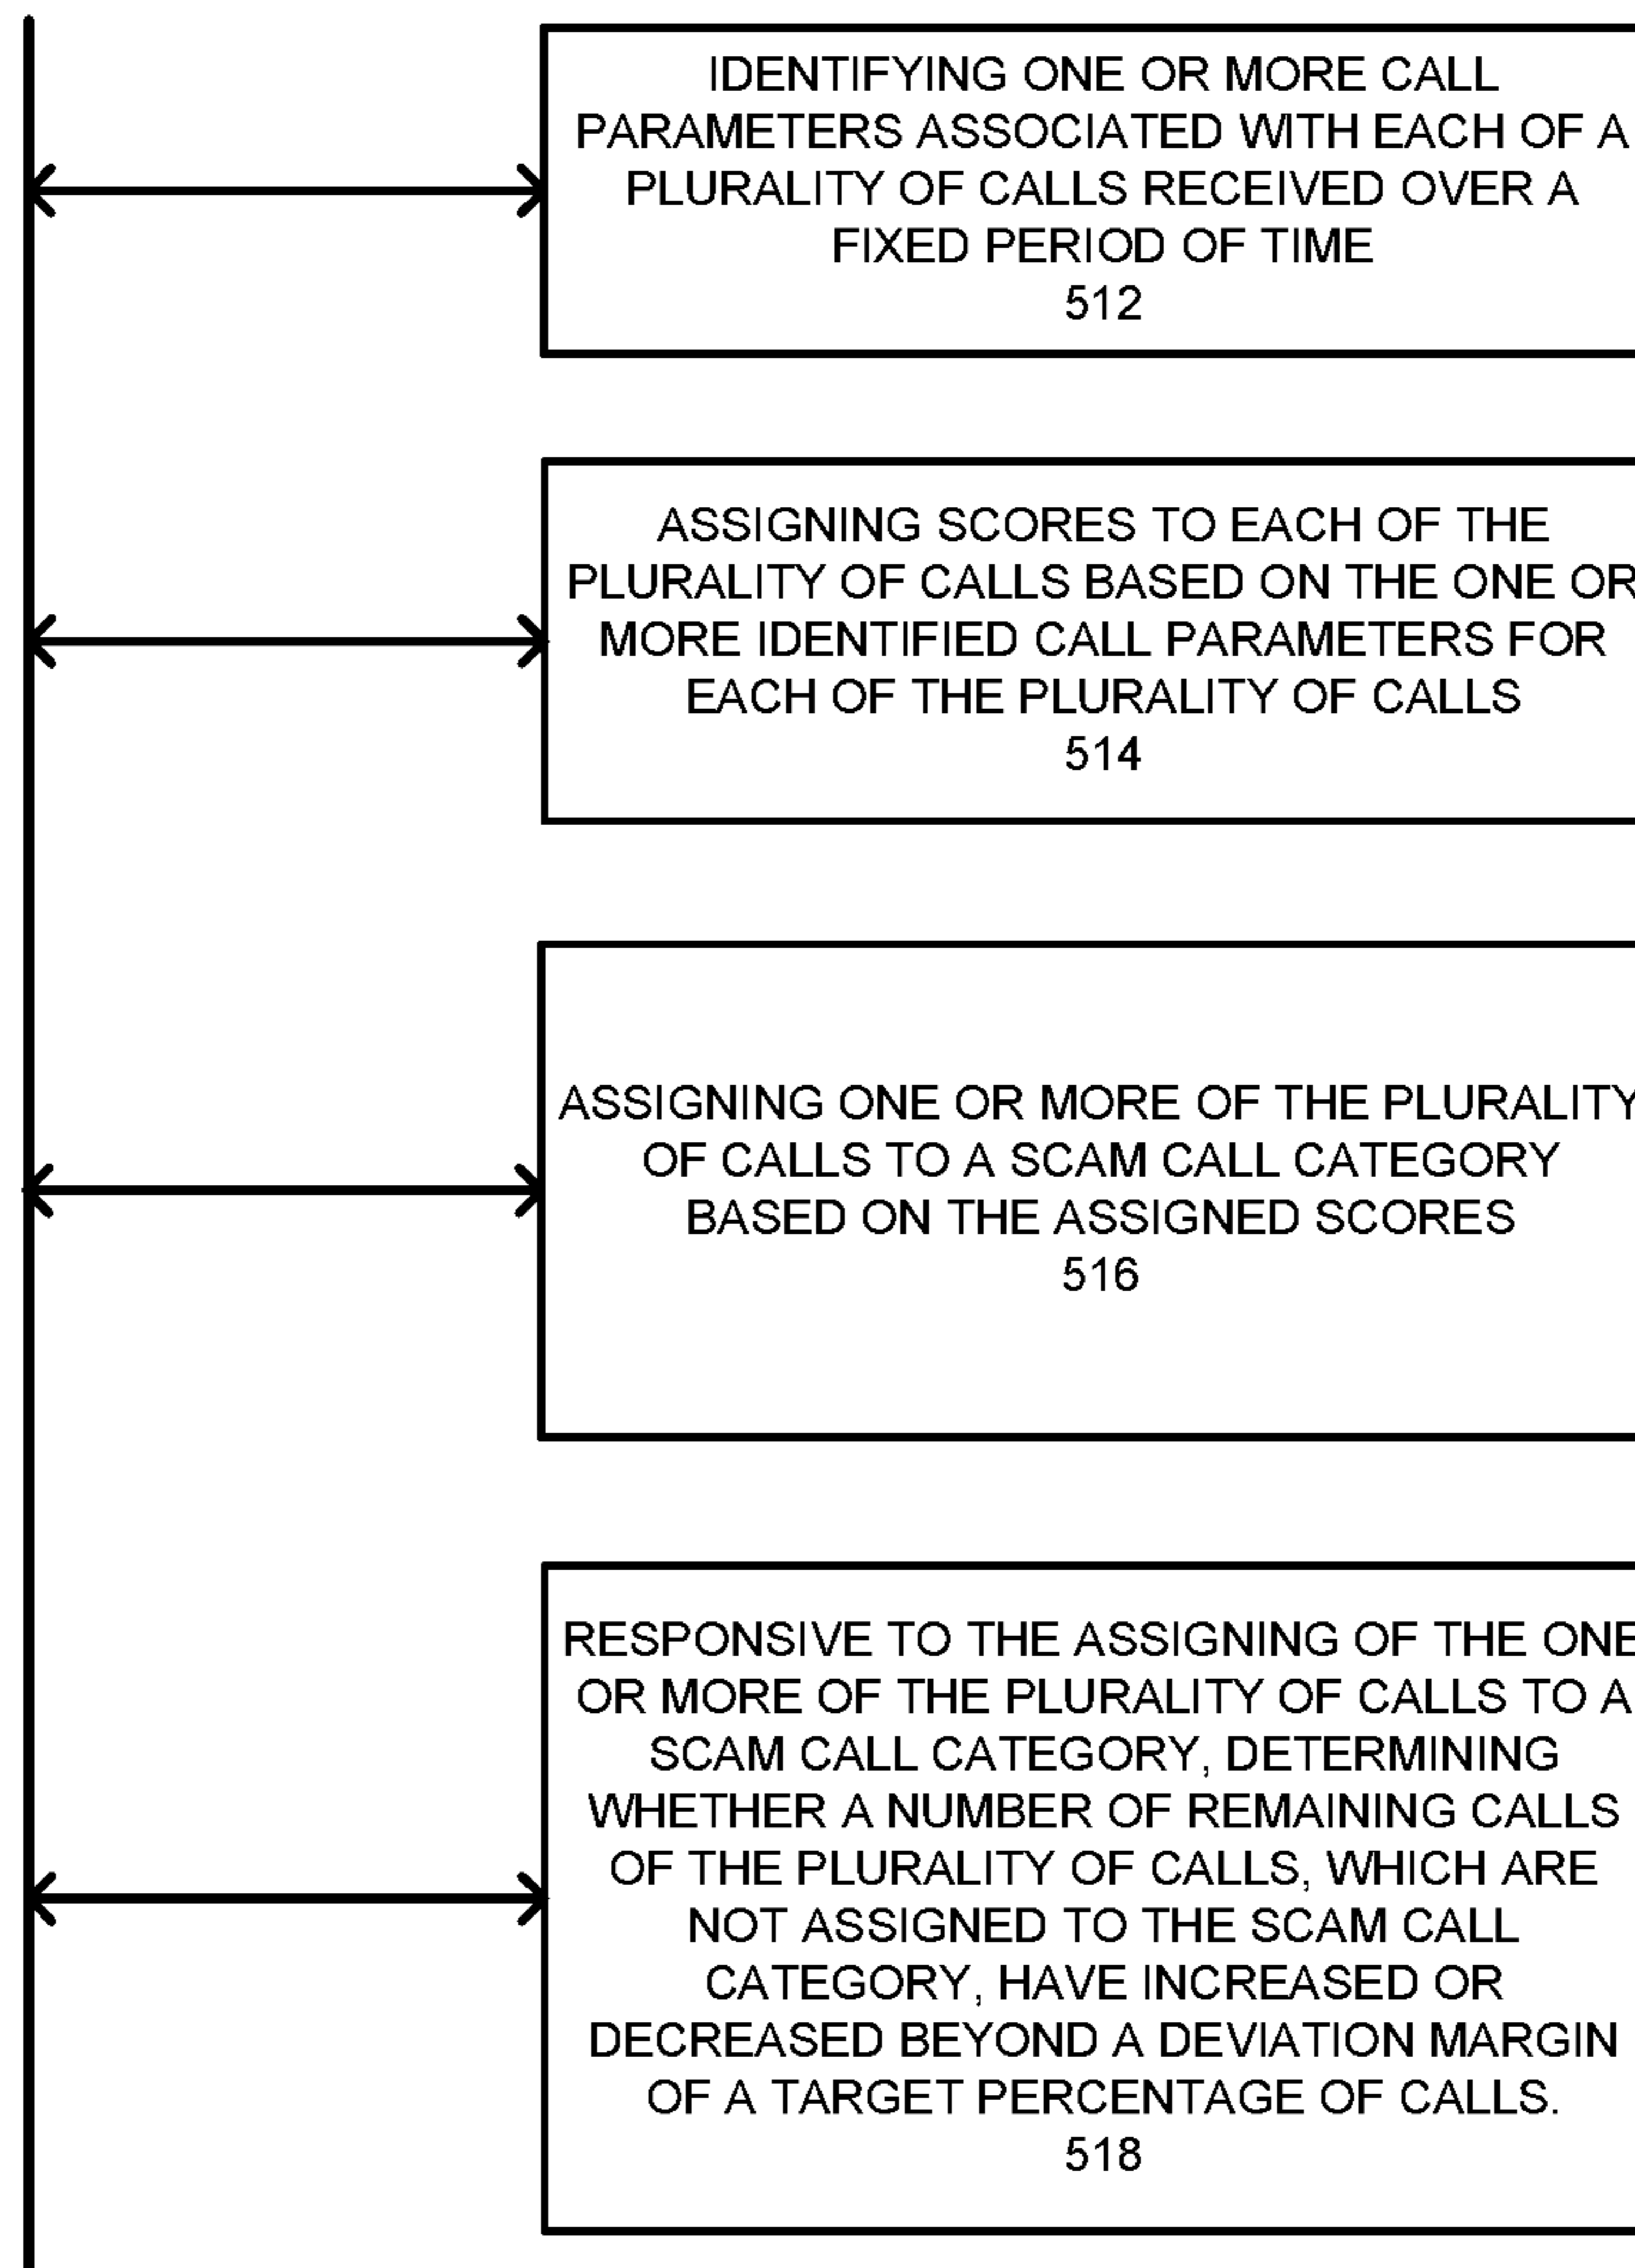 IDENTIFYING ONE OR MORE CALL
PARAMETERS ASSOCIATED WITH EACH OF A
PLURALITY OF CALLS RECEIVED OVER A
FIXED PERIOD OF TIME
512
ASSIGNING SCORES TO EACH OF THE
PLURALITY OF CALLS BASED ON THE ONE OR
MORE IDENTIFIED CALL PARAMETERS FOR
EACH OF THE PLURALITY OF CALLS
514
ASSIGNING ONE OR MORE OF THE PLURALITY
OF CALLS TO A SCAM CALL CATEGORY
BASED ON THE ASSIGNED SCORES
516
RESPONSIVE TO THE ASSIGNING OF THE ONE
OR MORE OF THE PLURALITY OF CALLS TO A
SCAM CALL CATEGORY, DETERMINING
WHETHER A NUMBER OF REMAINING CALLS
OF THE PLURALITY OF CALLS, WHICH ARE
NOT ASSIGNED TO THE SCAM CALL
CATEGORY, HAVE INCREASED OR
DECREASED BEYOND A DEVIATION MARGIN
OF A TARGET PERCENTAGE OF CALLS.
518